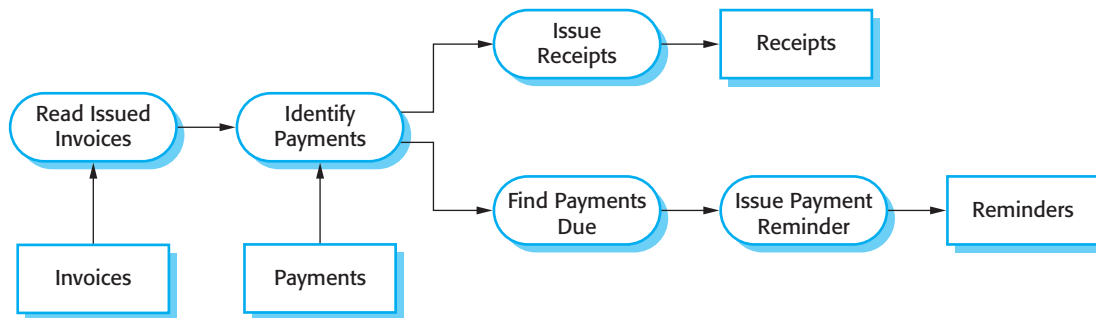 Issue
Receipts
Receipts
Read Issued
Invoices
Identify
Payments
Find Payments
Due
Issue Payment
Reminder
Reminders
Invoices
Payments